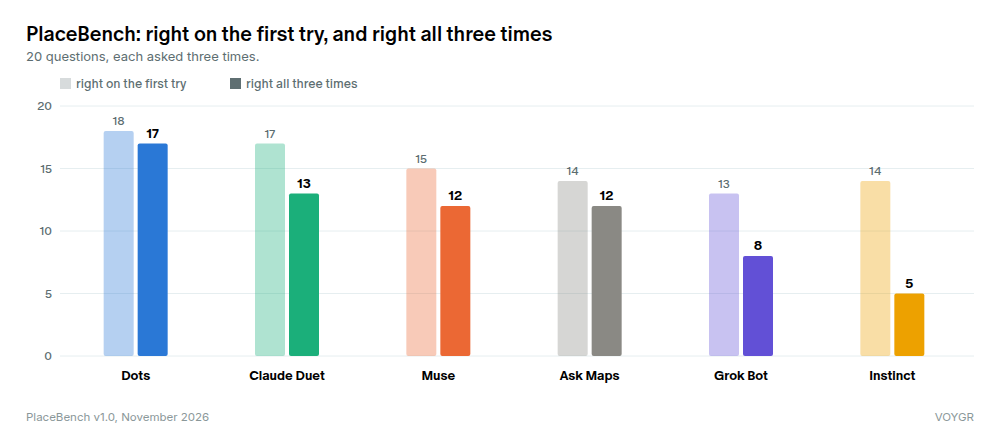 PlaceBench: right on the first try, and right all three times
20 questions, each asked three times.
right on the first try right all three times
20
18 17
17 13
15 12
14 12
13 8
14 5
15
10
5
0
Dots Claude Duet Muse Ask Maps Grok Bot Instinct
PlaceBench v1.0, November 2026 VOYGR